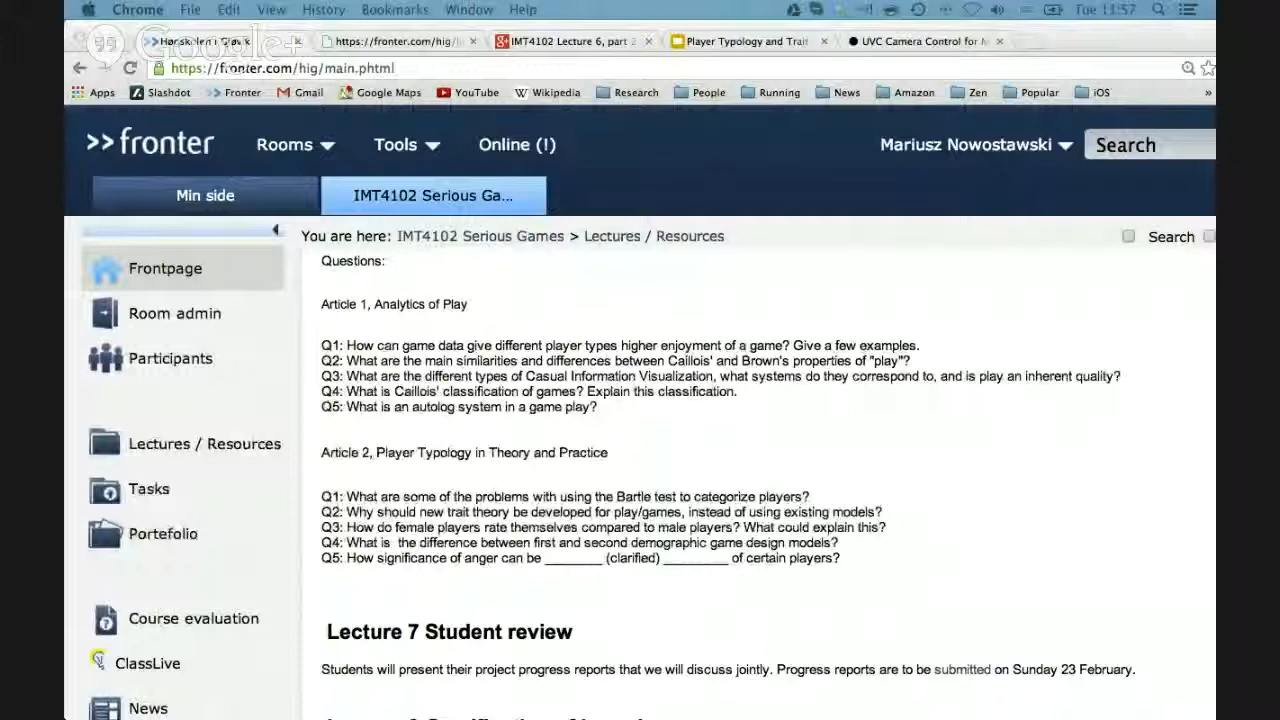 Chrome File Edit View History Bookmarks Window Help Tue 11:57
Google+
https://fronter.com/hig/ × IMT4102 Lecture 6, part 2 × Player Typology and Trait × UVC Camera Control for M ×
https://fronter.com/hig/main.phtml
Apps Slashdot Fronter Gmail Google Maps YouTube Wikipedia Research People Running News Amazon Zen Popular iOS »
>> fronter Rooms Tools Online (!) Mariusz Nowostawski Search
Min side IMT4102 Serious Ga...
You are here: IMT4102 Serious Games > Lectures / Resources Search
Frontpage
Room admin
Participants
Lectures / Resources
Tasks
Portefolio
Course evaluation
ClassLive
News
Questions:
Article 1, Analytics of Play
Q1: How can game data give different player types higher enjoyment of a game? Give a few examples.
Q2: What are the main similarities and differences between Caillois' and Brown's properties of "play"?
Q3: What are the different types of Casual Information Visualization, what systems do they correspond to, and is play an inherent quality?
Q4: What is Caillois' classification of games? Explain this classification.
Q5: What is an autolog system in a game play?
Article 2, Player Typology in Theory and Practice
Q1: What are some of the problems with using the Bartle test to categorize players?
Q2: Why should new trait theory be developed for play/games, instead of using existing models?
Q3: How do female players rate themselves compared to male players? What could explain this?
Q4: What is the difference between first and second demographic game design models?
Q5: How significance of anger can be ________ (clarified) _________ of certain players?
Lecture 7 Student review
Students will present their project progress reports that we will discuss jointly. Progress reports are to be submitted on Sunday 23 February.